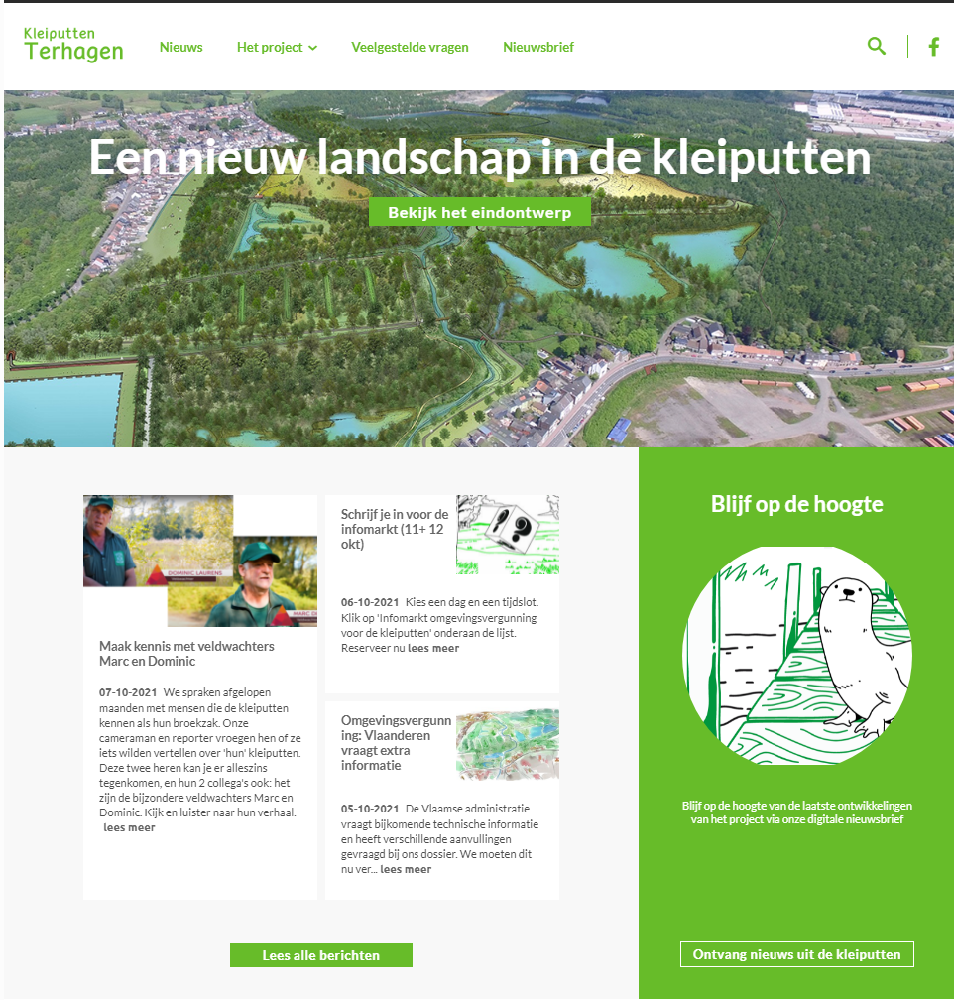 Kleiputten
Terhagen
Nieuws
Het project
Veelgestelde vragen
Nieuwsbrief
Een nieuw landschap in de kleiputten
Bekijk het eindontwerp
DOMINIC LAURENS
MARC D
Maak kennis met veldwachters
Marc en Dominic
07-10-2021 We spraken afgelopen
maanden met mensen die de kleiputten
kennen als hun broekzak. Onze
cameraman en reporter vroegen hen of ze
iets wilden vertellen over 'hun' kleiputten.
Deze twee heren kan je er alleszins
tegenkomen, en hun 2 collega's ook: het
zijn de bijzondere veldwachters Marc en
Dominic. Kijk en luister naar hun verhaal.
lees meer
Schrijf je in voor de
infomarkt (11+ 12
okt)
? ?
06-10-2021 Kies een dag en een tijdslot.
Klik op 'Infomarkt omgevingsvergunning
voor de kleiputten' onderaan de lijst.
Reserveer nu lees meer
Omgevingsvergunn
ing: Vlaanderen
vraagt extra
informatie
05-10-2021 De Vlaamse administratie
vraagt bijkomende technische informatie
en heeft verschillende aanvullingen
gevraagd bij ons dossier. We moeten dit
nu ver... lees meer
Lees alle berichten
Blijf op de hoogte
Blijf op de hoogte van de laatste ontwikkelingen
van het project via onze digitale nieuwsbrief
Ontvang nieuws uit de kleiputten